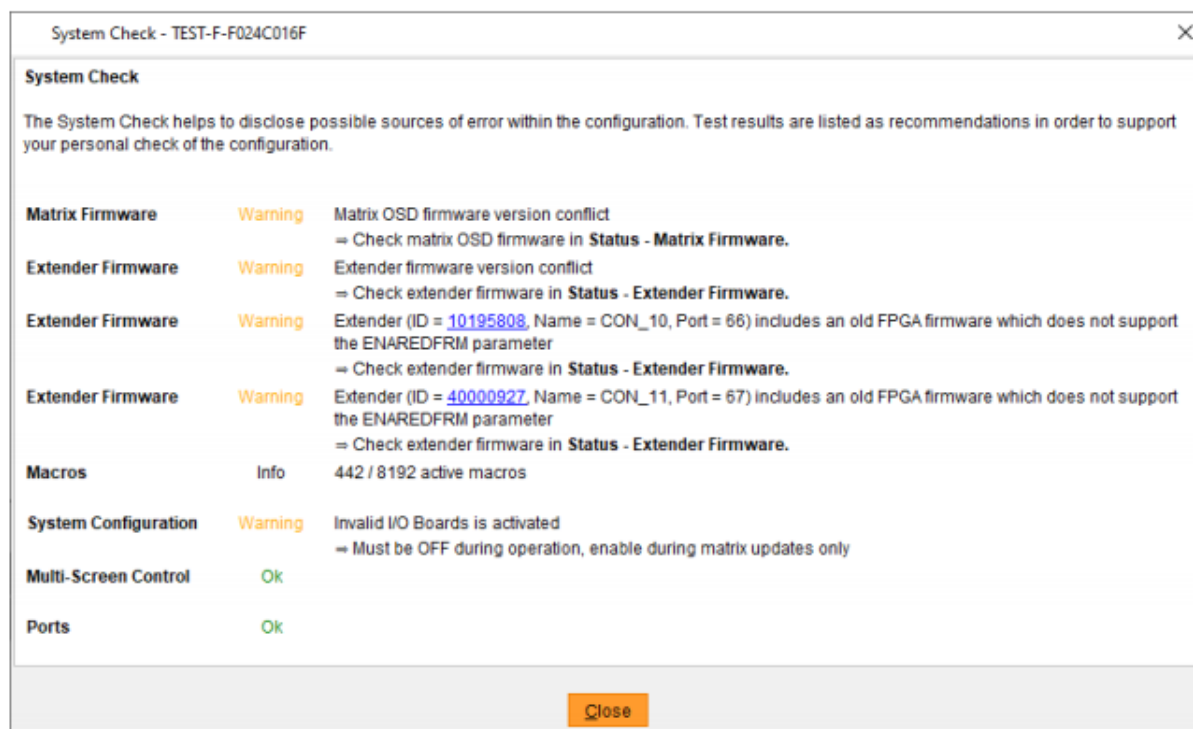 System Check - TEST-F-F024C016F
System Check
The System Check helps to disclose possible sources of error within the configuration. Test results are listed as recommendations in order to support
your personal check of the configuration.
Matrix Firmware Warning Matrix OSD firmware version conflict
⇒ Check matrix OSD firmware in Status - Matrix Firmware.
Extender Firmware Warning Extender firmware version conflict
⇒ Check extender firmware in Status - Extender Firmware.
Extender Firmware Warning Extender (ID = 10195808, Name = CON_10, Port = 66) includes an old FPGA firmware which does not support
the ENAREDFRM parameter
⇒ Check extender firmware in Status - Extender Firmware.
Extender Firmware Warning Extender (ID = 40000927, Name = CON_11, Port = 67) includes an old FPGA firmware which does not support
the ENAREDFRM parameter
⇒ Check extender firmware in Status - Extender Firmware.
Macros Info 442 / 8192 active macros
System Configuration Warning Invalid I/O Boards is activated
⇒ Must be OFF during operation, enable during matrix updates only
Multi-Screen Control Ok
Ports Ok
Close